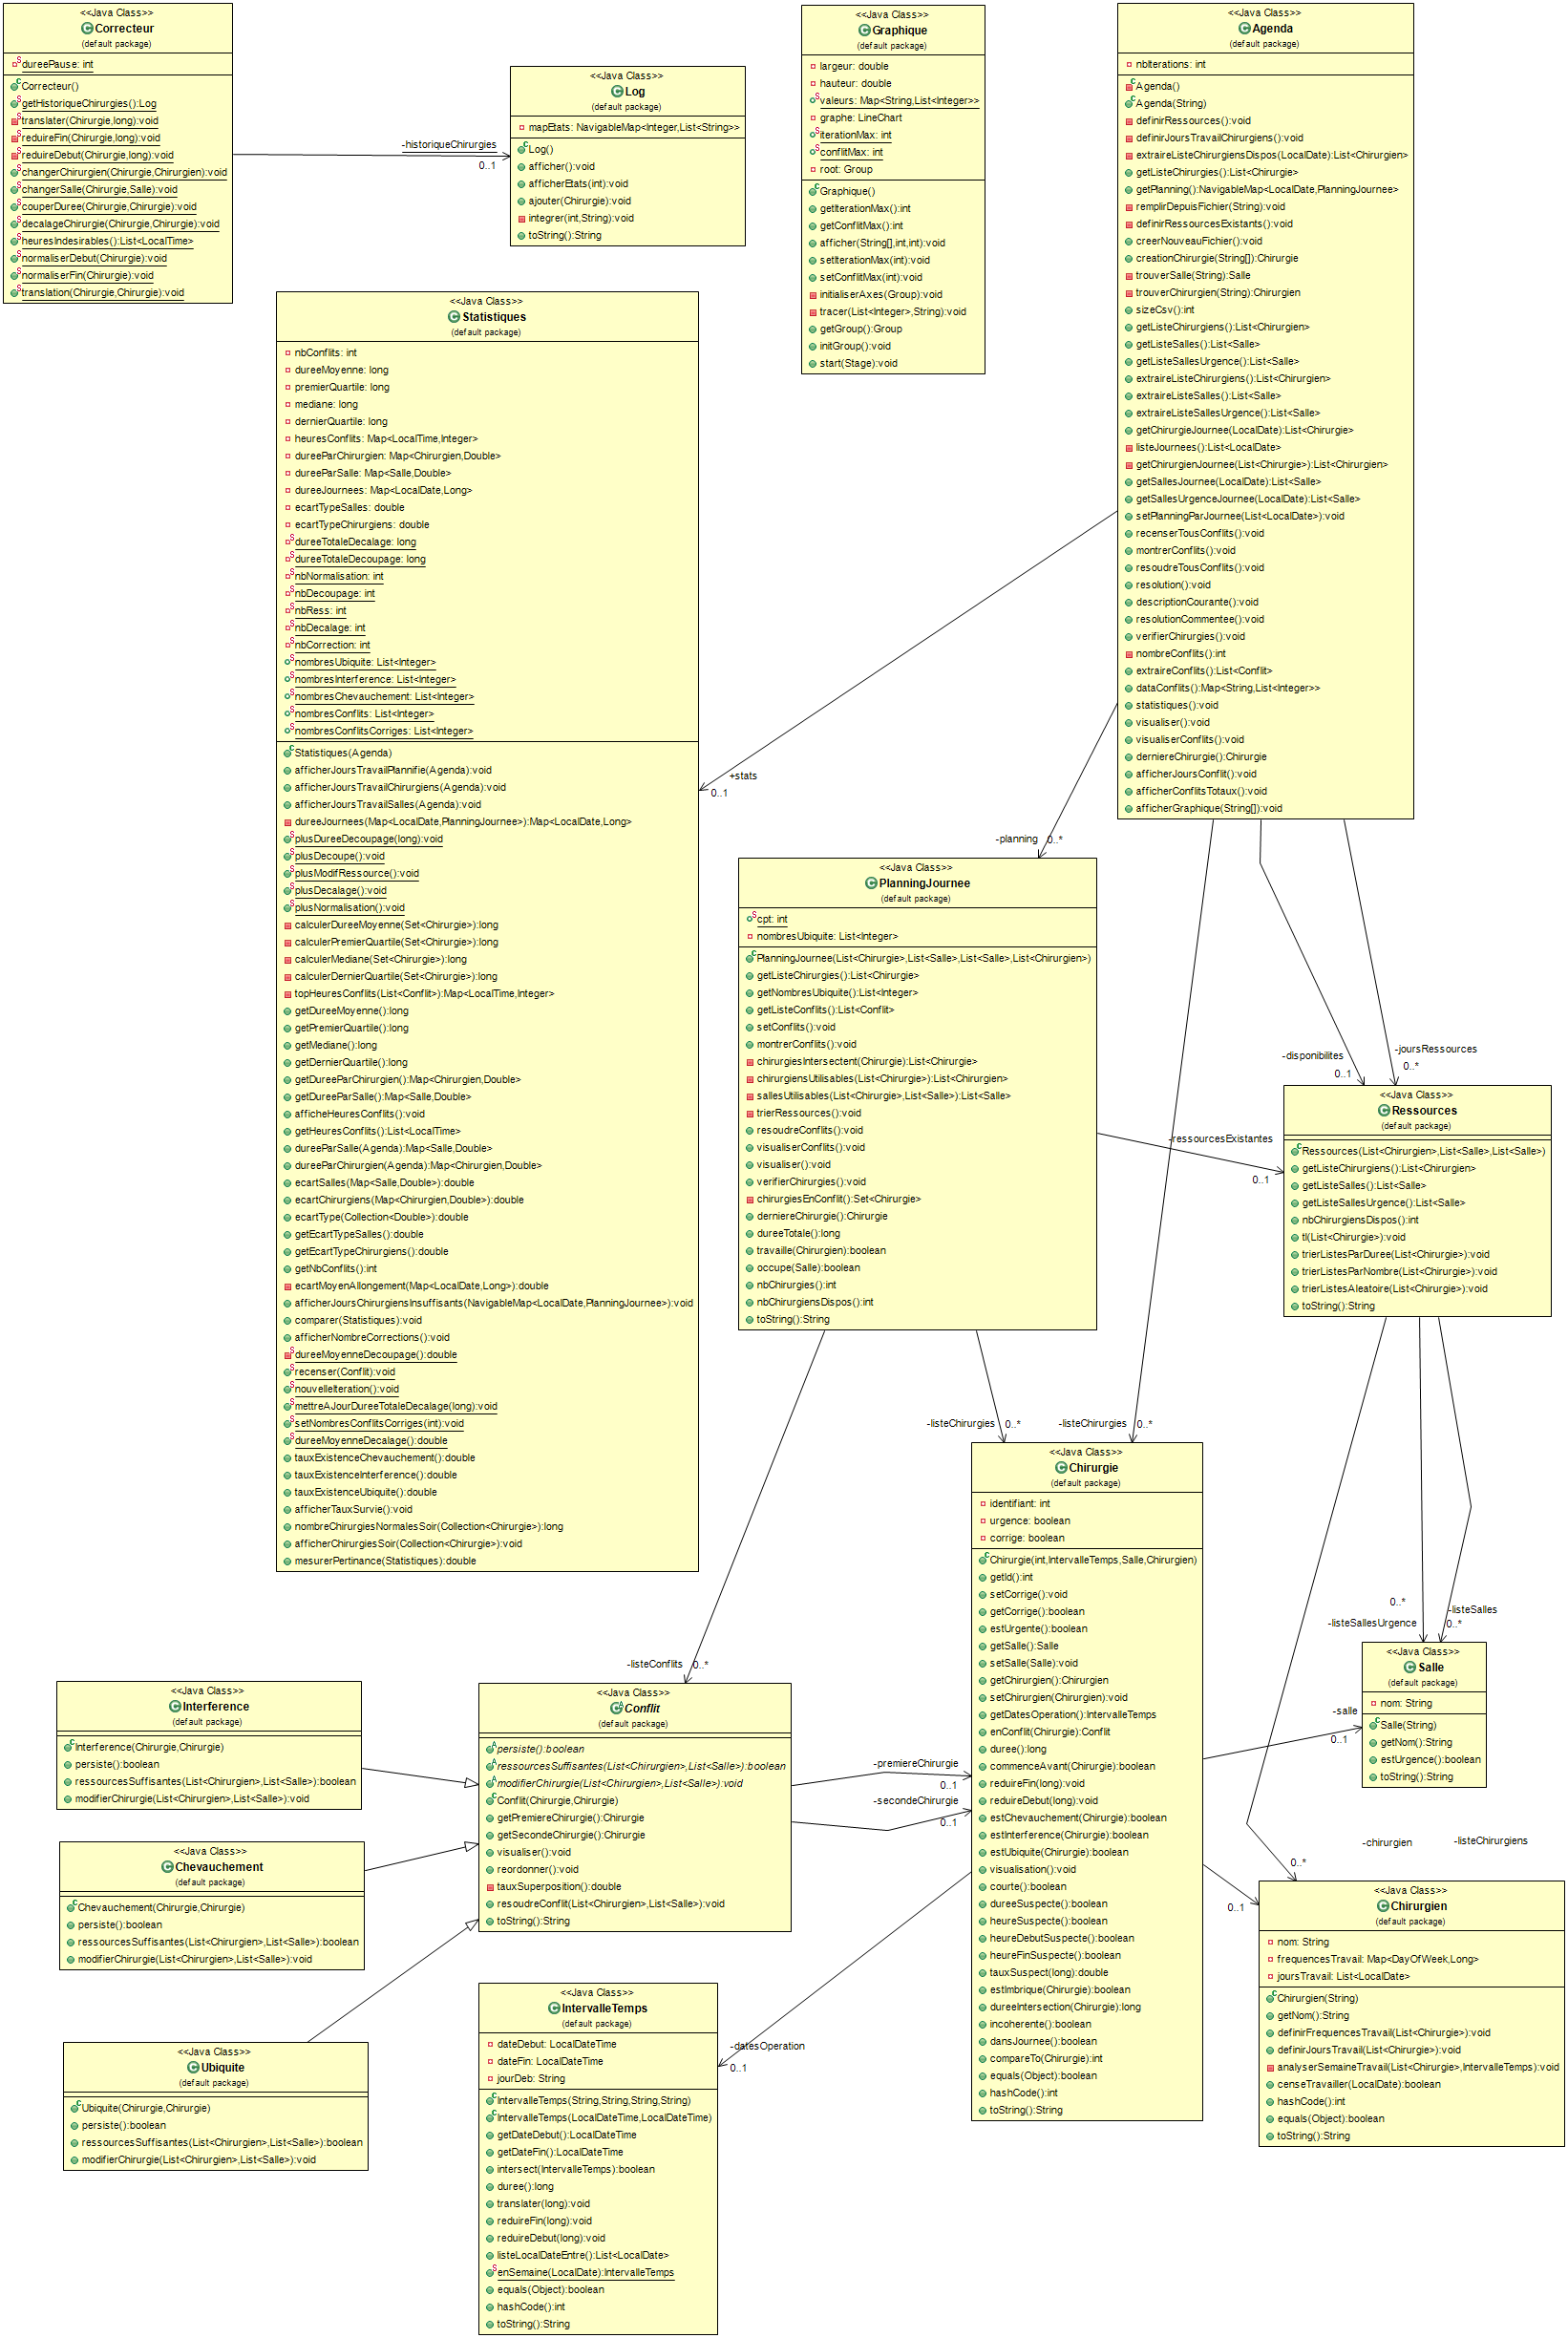 <<Java Class>>
Correcteur
(default package)
dureePause: int
Correcteur()
getHistoriqueChirurgies():Log
translater(Chirurgie,long):void
reduireFin(Chirurgie,long):void
reduireDebut(Chirurgie,long):void
changerChirurgien(Chirurgie,Chirurgien):void
changerSalle(Chirurgie,Salle):void
couperDuree(Chirurgie,Chirurgie):void
decalageChirurgie(Chirurgie,Chirurgie):void
heuresIndesirables():List<LocalTime>
normaliserDebut(Chirurgie):void
normaliserFin(Chirurgie):void
translation(Chirurgie,Chirurgie):void
-historiqueChirurgies
0..1
<<Java Class>>
Log
(default package)
mapEtats: NavigableMap<Integer,List<String>>
Log()
afficher():void
afficherEtats(int):void
ajouter(Chirurgie):void
integrer(int,String):void
toString():String
<<Java Class>>
Graphique
(default package)
largeur: double
hauteur: double
valeurs: Map<String,List<Integer>>
graphe: LineChart
iterationMax: int
conflitMax: int
root: Group
Graphique()
getIterationMax():int
getConflitMax():int
afficher(String[],int,int):void
setIterationMax(int):void
setConflitMax(int):void
initialiserAxes(Group):void
tracer(List<Integer>,String):void
getGroup():Group
initGroup():void
start(Stage):void
<<Java Class>>
Agenda
(default package)
nbIterations: int
Agenda()
Agenda(String)
definirRessources():void
definirJoursTravailChirurgiens():void
extraireListeChirurgiensDispos(LocalDate):List<Chirurgien>
getListeChirurgies():List<Chirurgie>
getPlanning():NavigableMap<LocalDate,PlanningJournee>
remplirDepuisFichier(String):void
definirRessourcesExistants():void
creerNouveauFichier():void
creationChirurgie(String[]):Chirurgie
trouverSalle(String):Salle
trouverChirurgien(String):Chirurgien
sizeCsv():int
getListeChirurgiens():List<Chirurgien>
getListeSalles():List<Salle>
getListeSallesUrgence():List<Salle>
extraireListeChirurgiens():List<Chirurgien>
extraireListeSalles():List<Salle>
extraireListeSallesUrgence():List<Salle>
getChirurgieJournee(LocalDate):List<Chirurgie>
listeJournees():List<LocalDate>
getChirurgienJournee(List<Chirurgie>):List<Chirurgien>
getSallesJournee(LocalDate):List<Salle>
getSallesUrgenceJournee(LocalDate):List<Salle>
setPlanningParJournee(List<LocalDate>):void
recenserTousConflits():void
montrerConflits():void
resoudreTousConflits():void
resolution():void
descriptionCourante():void
resolutionCommentee():void
verifierChirurgies():void
nombreConflits():int
extraireConflits():List<Conflit>
dataConflits():Map<String,List<Integer>>
statistiques():void
visualiser():void
visualiserConflits():void
derniereChirurgie():Chirurgie
afficherJoursConflit():void
afficherConflitsTotaux():void
afficherGraphique(String[]):void
<<Java Class>>
Statistiques
(default package)
nbConflits: int
dureeMoyenne: long
premierQuartile: long
mediane: long
dernierQuartile: long
heuresConflits: Map<LocalTime,Integer>
dureeParChirurgien: Map<Chirurgien,Double>
dureeParSalle: Map<Salle,Double>
dureeJournees: Map<LocalDate,Long>
ecartTypeSalles: double
ecartTypeChirurgiens: double
dureeTotaleDecalage: long
dureeTotaleDecoupage: long
nbNormalisation: int
nbDecoupage: int
nbRess: int
nbDecalage: int
nbCorrection: int
nombresUbiquite: List<Integer>
nombresInterference: List<Integer>
nombresChevauchement: List<Integer>
nombresConflits: List<Integer>
nombresConflitsCorriges: List<Integer>
Statistiques(Agenda)
afficherJoursTravailPlannifie(Agenda):void
afficherJoursTravailChirurgiens(Agenda):void
afficherJoursTravailSalles(Agenda):void
dureeJournees(Map<LocalDate,PlanningJournee>):Map<LocalDate,Long>
plusDureeDecoupage(long):void
plusDecoupe():void
plusModifRessource():void
plusDecalage():void
plusNormalisation():void
calculerDureeMoyenne(Set<Chirurgie>):long
calculerPremierQuartile(Set<Chirurgie>):long
calculerMediane(Set<Chirurgie>):long
calculerDernierQuartile(Set<Chirurgie>):long
topHeuresConflits(List<Conflit>):Map<LocalTime,Integer>
getDureeMoyenne():long
getPremierQuartile():long
getMediane():long
getDernierQuartile():long
getDureeParChirurgien():Map<Chirurgien,Double>
getDureeParSalle():Map<Salle,Double>
afficheHeuresConflits():void
getHeuresConflits():List<LocalTime>
dureeParSalle(Agenda):Map<Salle,Double>
dureeParChirurgien(Agenda):Map<Chirurgien,Double>
ecartSalles(Map<Salle,Double>):double
ecartChirurgiens(Map<Chirurgien,Double>):double
ecartType(Collection<Double>):double
getEcartTypeSalles():double
getEcartTypeChirurgiens():double
getNbConflits():int
ecartMoyenAllongement(Map<LocalDate,Long>):double
afficherJoursChirurgiensInsuffisants(NavigableMap<LocalDate,PlanningJournee>):void
comparer(Statistiques):void
afficherNombreCorrections():void
dureeMoyenneDecoupage():double
recenser(Conflit):void
nouvelleIteration():void
mettreAJourDureeTotaleDecalage(long):void
setNombresConflitsCorriges(int):void
dureeMoyenneDecalage():double
tauxExistenceChevauchement():double
tauxExistenceInterference():double
tauxExistenceUbiquite():double
afficherTauxSurvie():void
nombreChirurgiesNormalesSoir(Collection<Chirurgie>):long
afficherChirurgiesSoir(Collection<Chirurgie>):void
mesurerPertinance(Statistiques):double
+stats
0..1
-planning
0..*
<<Java Class>>
PlanningJournee
(default package)
cpt: int
nombresUbiquite: List<Integer>
PlanningJournee(List<Chirurgie>,List<Salle>,List<Salle>,List<Chirurgien>)
getListeChirurgies():List<Chirurgie>
getNombresUbiquite():List<Integer>
getListeConflits():List<Conflit>
setConflits():void
montrerConflits():void
chirurgiesIntersectent(Chirurgie):List<Chirurgie>
chirurgiensUtilisables(List<Chirurgie>):List<Chirurgien>
sallesUtilisables(List<Chirurgie>,List<Salle>):List<Salle>
trierRessources():void
resoudreConflits():void
visualiserConflits():void
visualiser():void
verifierChirurgies():void
chirurgiesEnConflit():Set<Chirurgie>
derniereChirurgie():Chirurgie
dureeTotale():long
travaille(Chirurgien):boolean
occupe(Salle):boolean
nbChirurgies():int
nbChirurgiensDispos():int
toString():String
-disponibilites
0..1
-joursRessources
0..*
-ressourcesExistantes
0..1
<<Java Class>>
Ressources
(default package)
Ressources(List<Chirurgien>,List<Salle>,List<Salle>)
getListeChirurgiens():List<Chirurgien>
getListeSalles():List<Salle>
getListeSallesUrgence():List<Salle>
nbChirurgiensDispos():int
tl(List<Chirurgie>):void
trierListesParDuree(List<Chirurgie>):void
trierListesParNombre(List<Chirurgie>):void
trierListesAleatoire(List<Chirurgie>):void
toString():String
-listeChirurgies
0..*
-listeChirurgies
0..*
<<Java Class>>
Chirurgie
(default package)
identifiant: int
urgence: boolean
corrige: boolean
Chirurgie(int,IntervalleTemps,Salle,Chirurgien)
getId():int
setCorrige():void
getCorrige():boolean
estUrgente():boolean
getSalle():Salle
setSalle(Salle):void
getChirurgien():Chirurgien
setChirurgien(Chirurgien):void
getDatesOperation():IntervalleTemps
enConflit(Chirurgie):Conflit
duree():long
commenceAvant(Chirurgie):boolean
reduireFin(long):void
reduireDebut(long):void
estChevauchement(Chirurgie):boolean
estInterference(Chirurgie):boolean
estUbiquite(Chirurgie):boolean
visualisation():void
courte():boolean
dureeSuspecte():boolean
heureSuspecte():boolean
heureDebutSuspecte():boolean
heureFinSuspecte():boolean
tauxSuspect(long):double
estImbrique(Chirurgie):boolean
dureeIntersection(Chirurgie):long
incoherente():boolean
dansJournee():boolean
compareTo(Chirurgie):int
equals(Object):boolean
hashCode():int
toString():String
0..*
-listeSallesUrgence
-listeSalles
0..*
<<Java Class>>
Salle
(default package)
nom: String
Salle(String)
getNom():String
estUrgence():boolean
toString():String
-salle
0..1
-listeConflits
0..*
<<Java Class>>
Interference
(default package)
Interference(Chirurgie,Chirurgie)
persiste():boolean
ressourcesSuffisantes(List<Chirurgien>,List<Salle>):boolean
modifierChirurgie(List<Chirurgien>,List<Salle>):void
<<Java Class>>
Conflit
(default package)
persiste():boolean
ressourcesSuffisantes(List<Chirurgien>,List<Salle>):boolean
modifierChirurgie(List<Chirurgien>,List<Salle>):void
Conflit(Chirurgie,Chirurgie)
getPremiereChirurgie():Chirurgie
getSecondeChirurgie():Chirurgie
visualiser():void
reordonner():void
tauxSuperposition():double
resoudreConflit(List<Chirurgien>,List<Salle>):void
toString():String
-premiereChirurgie
0..1
-secondeChirurgie
0..1
<<Java Class>>
Chevauchement
(default package)
Chevauchement(Chirurgie,Chirurgie)
persiste():boolean
ressourcesSuffisantes(List<Chirurgien>,List<Salle>):boolean
modifierChirurgie(List<Chirurgien>,List<Salle>):void
-chirurgien
0..1
-listeChirurgiens
0..*
<<Java Class>>
Chirurgien
(default package)
nom: String
frequencesTravail: Map<DayOfWeek,Long>
joursTravail: List<LocalDate>
Chirurgien(String)
getNom():String
definirFrequencesTravail(List<Chirurgie>):void
definirJoursTravail(List<Chirurgie>):void
analyserSemaineTravail(List<Chirurgie>,IntervalleTemps):void
censeTravailler(LocalDate):boolean
hashCode():int
equals(Object):boolean
toString():String
<<Java Class>>
Ubiquite
(default package)
Ubiquite(Chirurgie,Chirurgie)
persiste():boolean
ressourcesSuffisantes(List<Chirurgien>,List<Salle>):boolean
modifierChirurgie(List<Chirurgien>,List<Salle>):void
-datesOperation
0..1
<<Java Class>>
IntervalleTemps
(default package)
dateDebut: LocalDateTime
dateFin: LocalDateTime
jourDeb: String
IntervalleTemps(String,String,String,String)
IntervalleTemps(LocalDateTime,LocalDateTime)
getDateDebut():LocalDateTime
getDateFin():LocalDateTime
intersect(IntervalleTemps):boolean
duree():long
translater(long):void
reduireFin(long):void
reduireDebut(long):void
listeLocalDateEntre():List<LocalDate>
enSemaine(LocalDate):IntervalleTemps
equals(Object):boolean
hashCode():int
toString():String